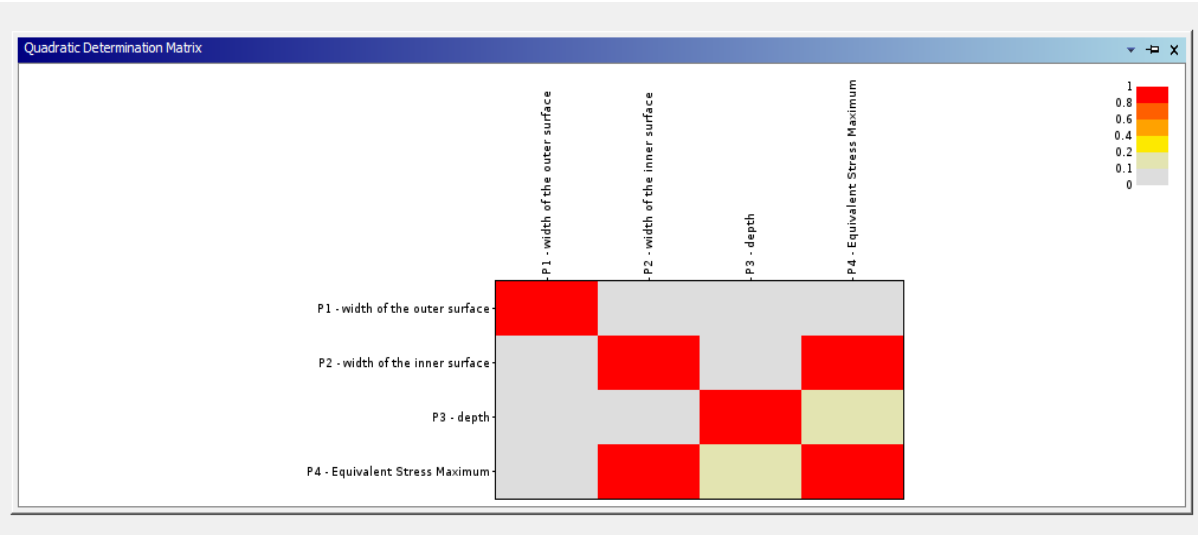 Quadratic Determination Matrix
P1 - width of the outer surface
P2 - width of the inner surface
P3 - depth
P4 - Equivalent Stress Maximum
1
0.8
0.6
0.4
0.2
0.1
0
P1 - width of the outer surface
P2 - width of the inner surface
P3 - depth
P4 - Equivalent Stress Maximum